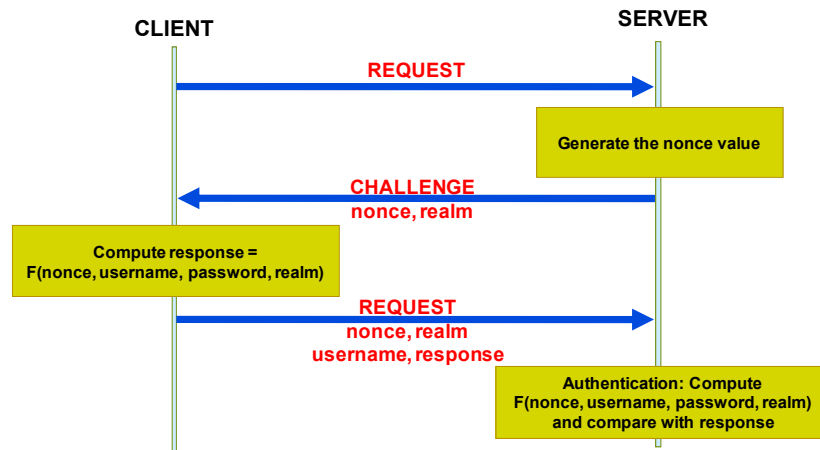 CLIENT
SERVER
REQUEST
Generate the nonce value
CHALLENGE
nonce, realm
Compute response =
F(nonce, username, password, realm)
REQUEST
nonce, realm
username, response
Authentication: Compute
F(nonce, username, password, realm)
and compare with response